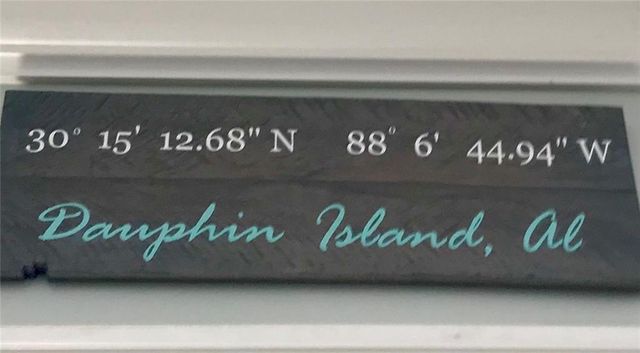 30° 15' 12.68" N 88° 6' 44.94" W
Dauphin Island, Al